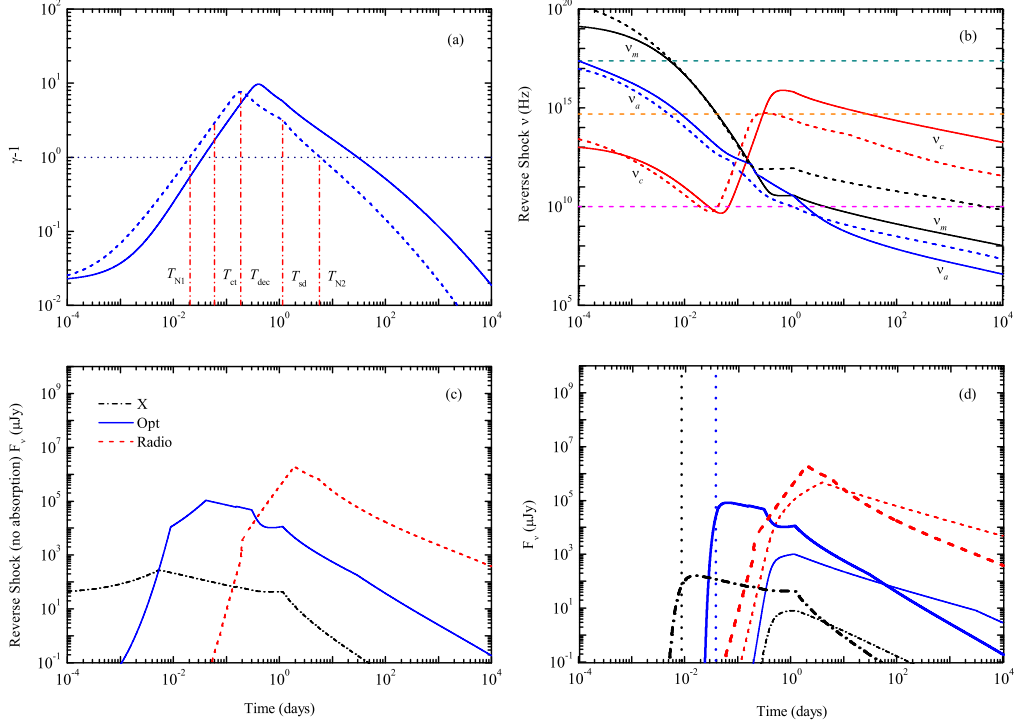 (a)
γ-1
10^2
10^1
10^0
10^-1
10^-2
T_N1
T_ct
T_dec
T_sd
T_N2
10^-4
10^-2
10^0
10^2
10^4
(b)
Reverse Shock ν (Hz)
10^20
10^15
10^10
10^5
ν_m
ν_a
ν_c
ν_c
ν_m
ν_a
10^-4
10^-2
10^0
10^2
10^4
(c)
Reverse Shock (no absorption) F_ν (μJy)
10^9
10^7
10^5
10^3
10^1
10^-1
X
Opt
Radio
10^-4
10^-2
10^0
10^2
10^4
Time (days)
(d)
F_ν (μJy)
10^9
10^7
10^5
10^3
10^1
10^-1
10^-4
10^-2
10^0
10^2
10^4
Time (days)